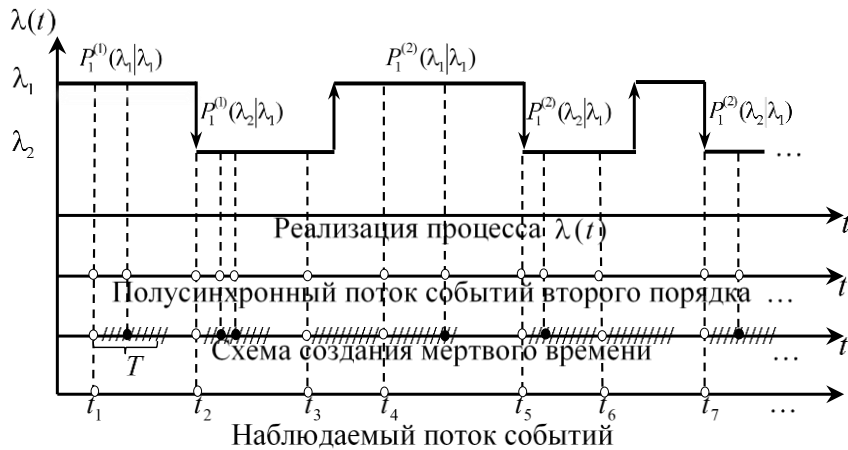 λ(t)
P₁⁽¹⁾(λ₁|λ₁) P₁⁽²⁾(λ₁|λ₁)
λ₁
P₁⁽¹⁾(λ₂|λ₁) P₁⁽²⁾(λ₂|λ₁) P₁⁽²⁾(λ₂|λ₁)
λ₂ ...
Реализация процесса λ(t) t
Полусинхронный поток событий второго порядка ... t
Схема создания мертвого времени ... t
T
t₁ t₂ t₃ t₄ t₅ t₆ t₇ ... t
Наблюдаемый поток событий